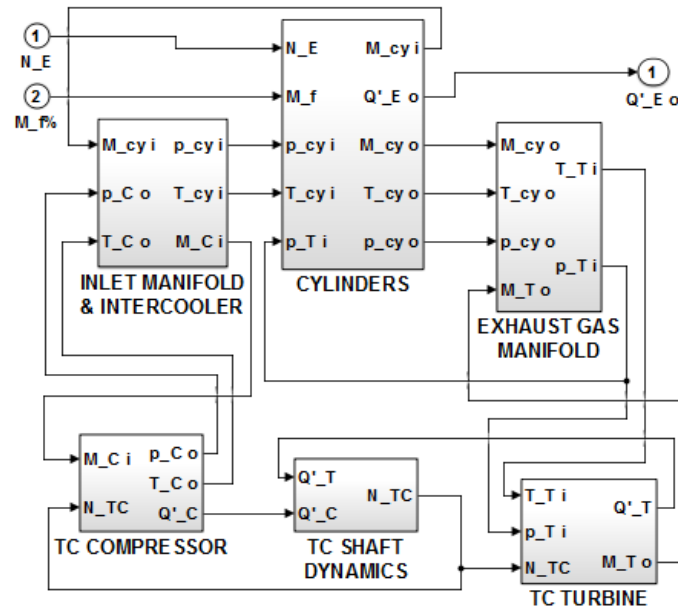 1
N_E
2
M_f%
N_E
M_f
p_cy i
T_cy i
p_T i
M_cy i
Q'_E o
M_cy o
T_cy o
p_cy o
CYLINDERS
1
Q'_E o
M_cy i
p_C o
T_C o
p_cy i
T_cy i
M_C i
INLET MANIFOLD
& INTERCOOLER
M_cy o
T_cy o
p_cy o
M_T o
T_T i
p_T i
EXHAUST GAS
MANIFOLD
M_C i
N_TC
p_C o
T_C o
Q'_C
TC COMPRESSOR
Q'_T
Q'_C
N_TC
TC SHAFT
DYNAMICS
T_T i
p_T i
N_TC
Q'_T
M_T o
TC TURBINE